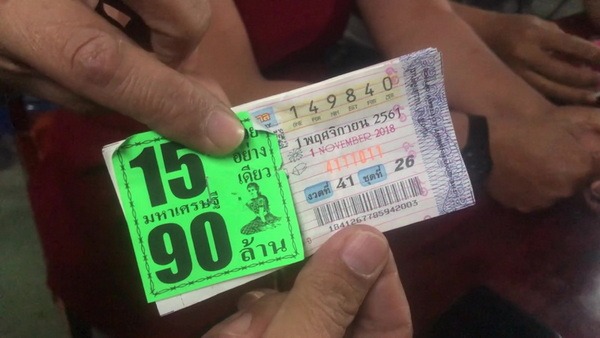 15
มหาเศรษฐี
90
อย่าง
เดียว
ล้าน
149840
1 พฤศจิกายน 2561
1 NOVEMBER 2018
งวดที่ 41 ชุดที่ 26
1841267785942003